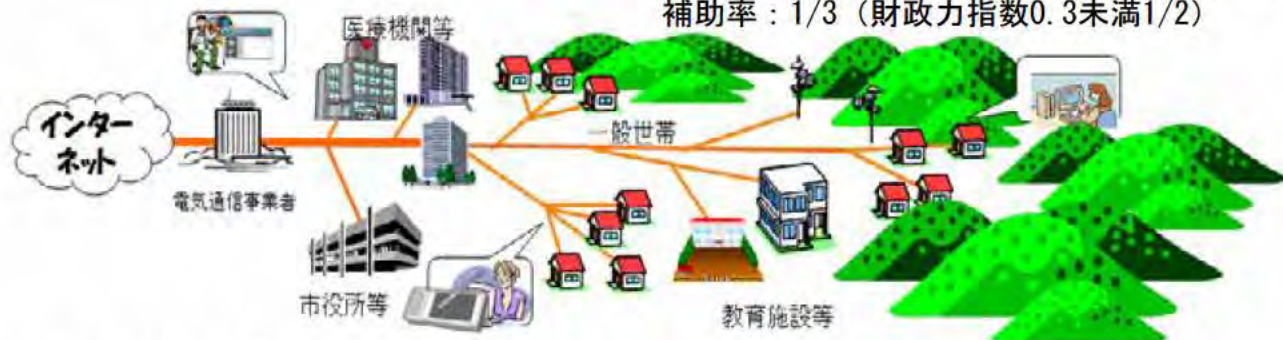 補助率：1/3（財政力指数0.3未満1/2）
医療機関等
インター
ネット
一般世帯
電気通信事業者
市役所等
教育施設等